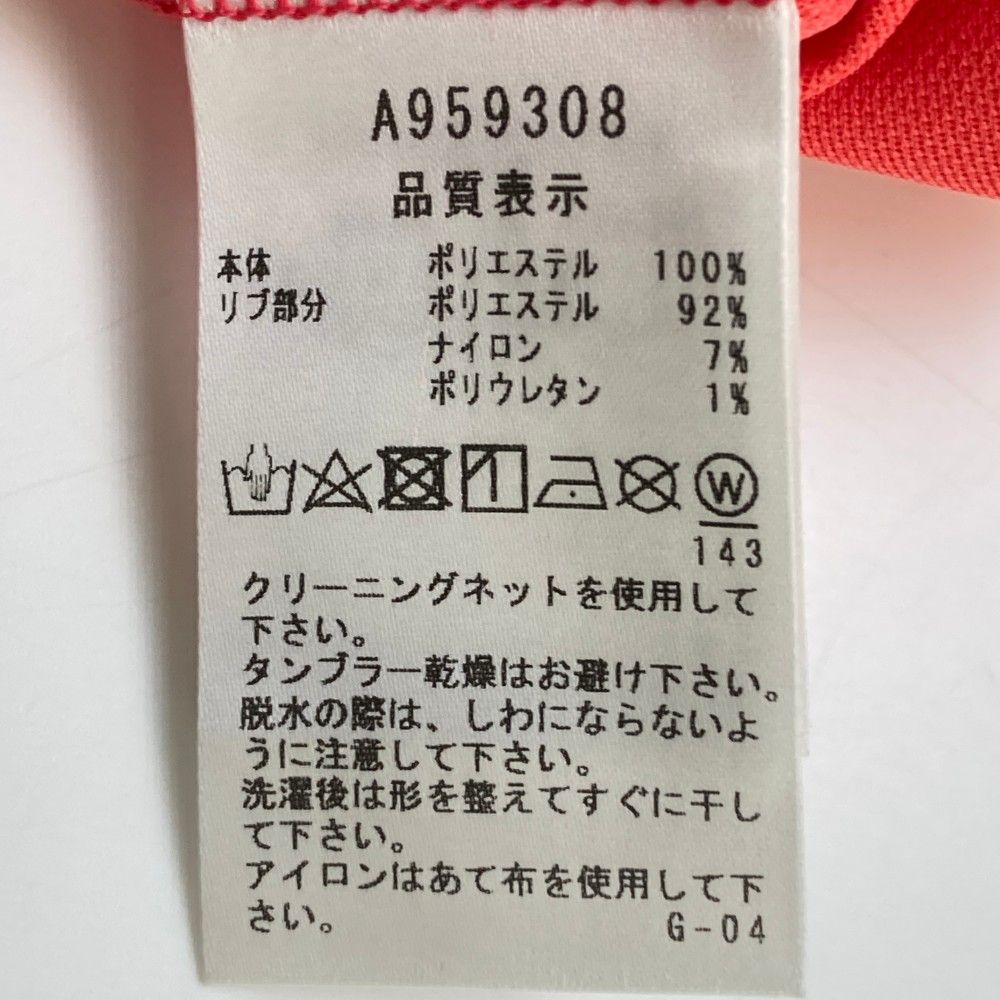 A959308
品質表示
本体 ポリエステル 100%
リブ部分 ポリエステル 92%
ナイロン 7%
ポリウレタン 1%
W
143
クリーニングネットを使用して
下さい。
タンブラー乾燥はお避け下さい。
脱水の際は、しわにならないよ
うに注意して下さい。
洗濯後は形を整えてすぐに干し
て下さい。
アイロンはあて布を使用して下
さい。
G-04